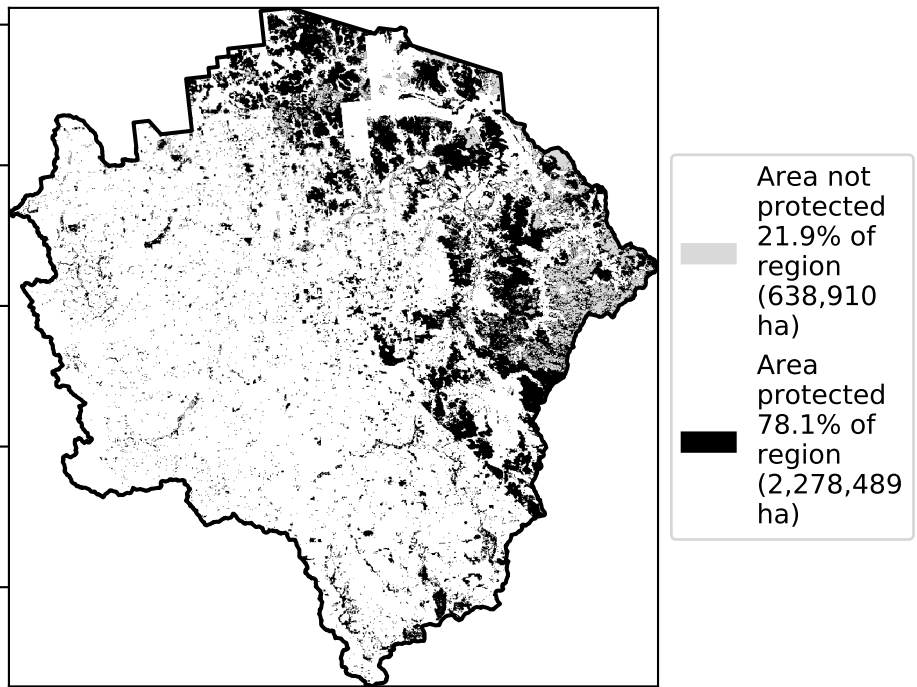 Area not
protected
21.9% of
region
(638,910
ha)
Area
protected
78.1% of
region
(2,278,489
ha)